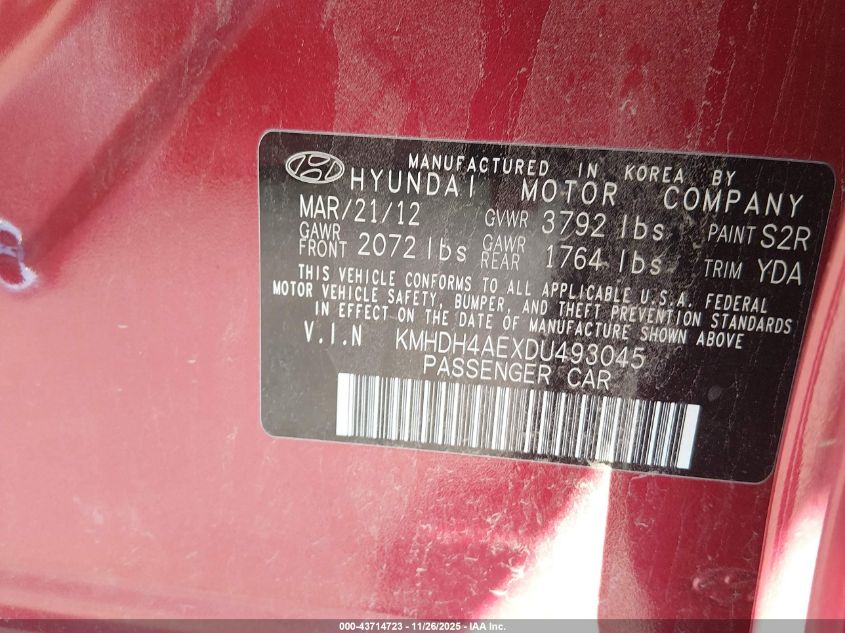 MANUFACTURED IN KOREA BY
HYUNDAI MOTOR COMPANY
MAR/21/12 GVWR 3792 lbs PAINT S2R
GAWR FRONT 2072 lbs GAWR REAR 1764 lbs TRIM YDA
THIS VEHICLE CONFORMS TO ALL APPLICABLE U.S.A. FEDERAL
MOTOR VEHICLE SAFETY, BUMPER, AND THEFT PREVENTION STANDARDS
IN EFFECT ON THE DATE OF MANUFACTURE SHOWN ABOVE
V.I.N KMHDH4AEXDU493045
PASSENGER CAR
000-43714723 - 11/26/2025 - IAA Inc.